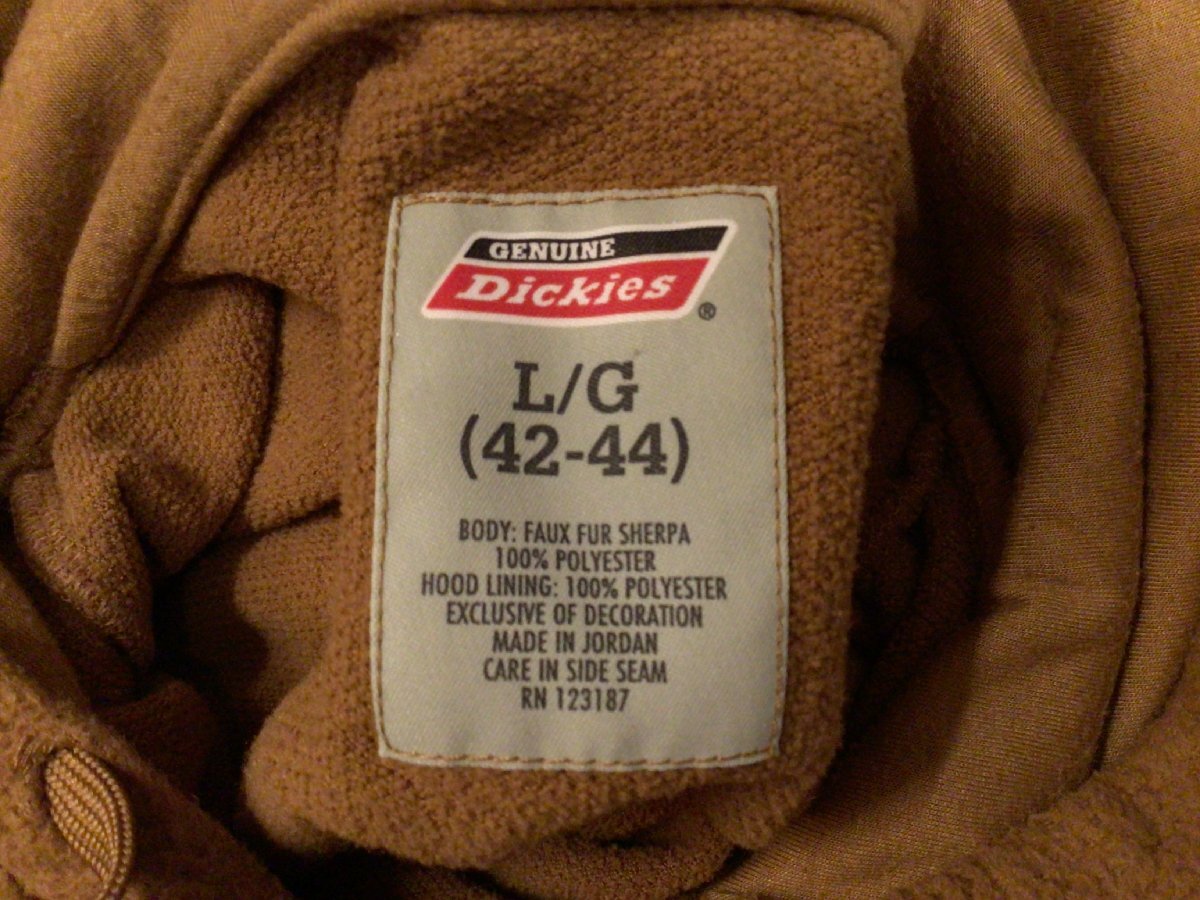 GENUINE
Dickies
®
L/G
(42-44)
BODY: FAUX FUR SHERPA
100% POLYESTER
HOOD LINING: 100% POLYESTER
EXCLUSIVE OF DECORATION
MADE IN JORDAN
CARE IN SIDE SEAM
RN 123187